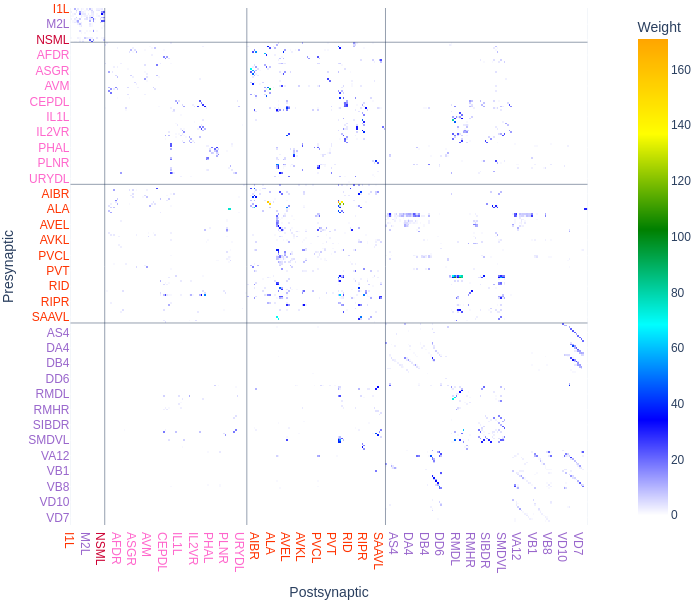 Weight
160
140
120
100
80
60
40
20
0
Presynaptic
I1L
M2L
NSML
AFDR
ASGR
AVM
CEPDL
IL1L
IL2VR
PHAL
PLNR
URYDL
AIBR
ALA
AVEL
AVKL
PVCL
PVT
RID
RIPR
SAAVL
AS4
DA4
DB4
DD6
RMDL
RMHR
SIBDR
SMDVL
VA12
VB1
VB8
VD10
VD7
I1L
M2L
NSML
AFDR
ASGR
AVM
CEPDL
IL1L
IL2VR
PHAL
PLNR
URYDL
AIBR
ALA
AVEL
AVKL
PVCL
PVT
RID
RIPR
SAAVL
AS4
DA4
DB4
DD6
RMDL
RMHR
SIBDR
SMDVL
VA12
VB1
VB8
VD10
VD7
Postsynaptic